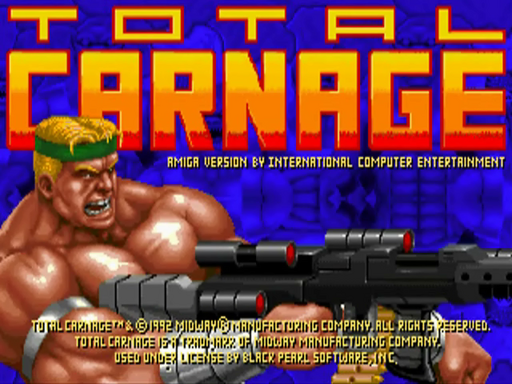 TOTAL
CARNAGE
AMIGA VERSION BY INTERNATIONAL COMPUTER ENTERTAINMENT
TOTAL CARNAGE™ & © 1992 MIDWAY® MANUFACTURING COMPANY. ALL RIGHTS RESERVED.
TOTAL CARNAGE IS A TRADMARK OF MIDWAY MANUFACTURING COMPANY.
USED UNDER LICENSE BY BLACK PEARL SOFTWARE, INC.